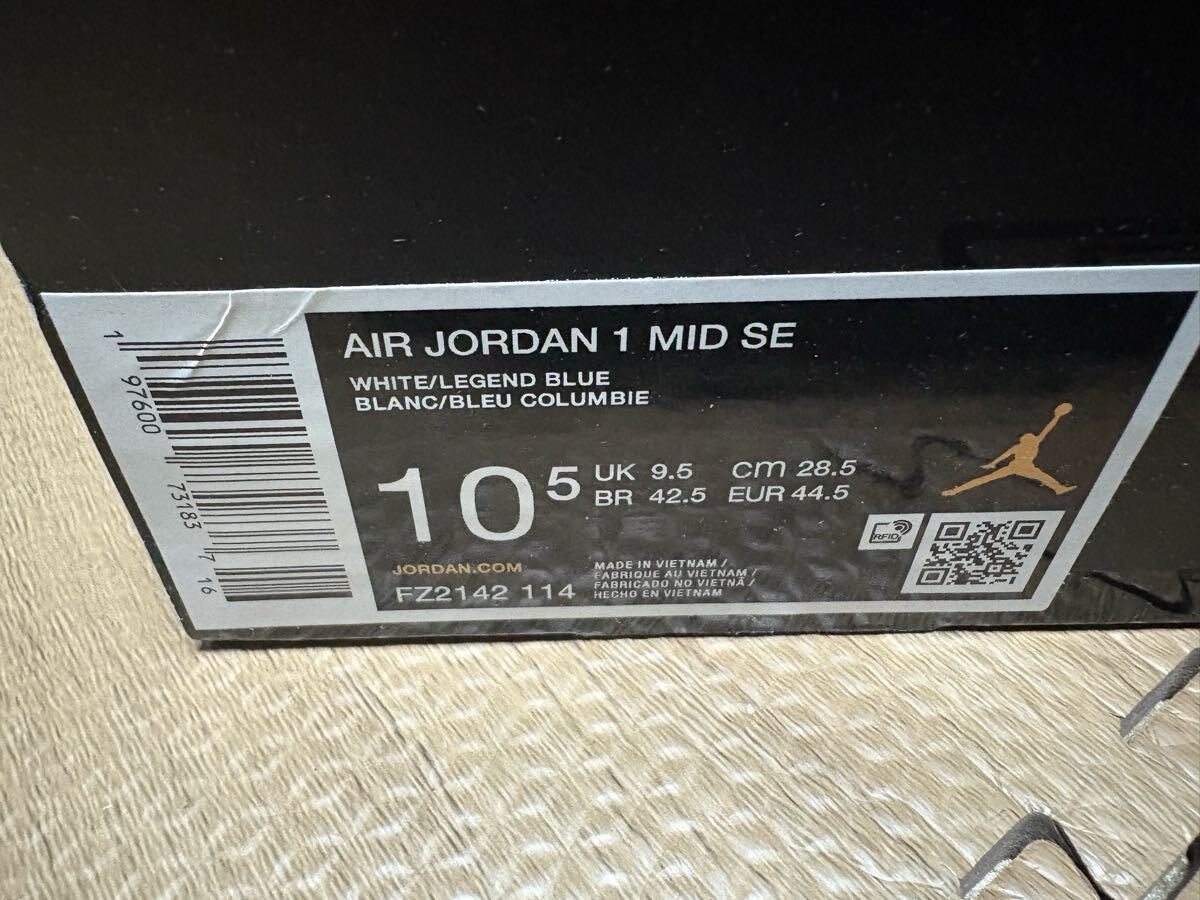 AIR JORDAN 1 MID SE
WHITE/LEGEND BLUE
BLANC/BLEU COLUMBIE
10⁵
UK 9.5 cm 28.5
BR 42.5 EUR 44.5
JORDAN.COM
FZ2142 114
MADE IN VIETNAM /
FABRIQUE AU VIETNAM /
FABRICADO NO VIETNÃ /
HECHO EN VIETNAM
RFID
1 97600 73183 7 16